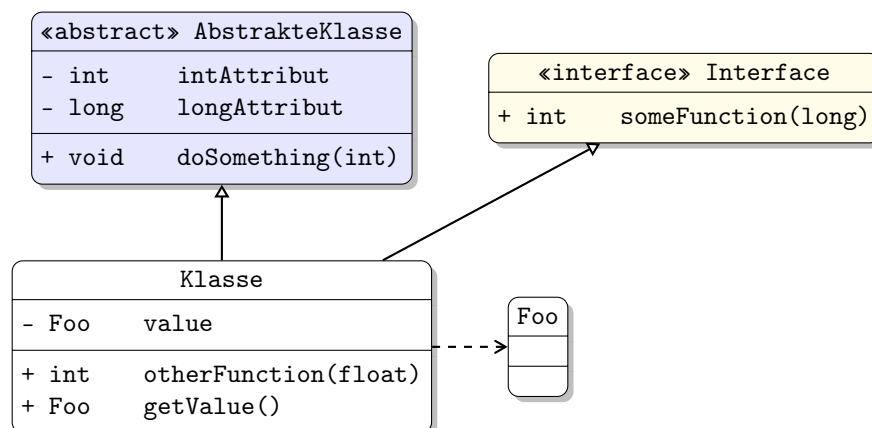 «abstract» AbstrakteKlasse
- int intAttribut
- long longAttribut
+ void doSomething(int)
«interface» Interface
+ int someFunction(long)
Klasse
- Foo value
+ int otherFunction(float)
+ Foo getValue()
Foo